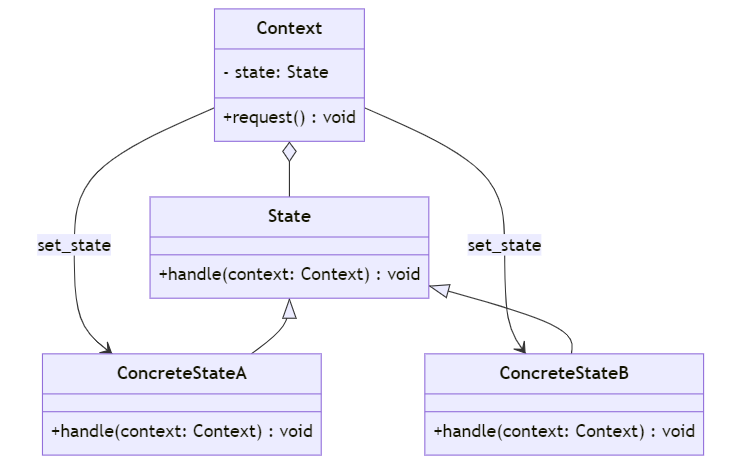 Context
- state: State
+request() : void
State
+handle(context: Context) : void
set_state
set_state
ConcreteStateA
+handle(context: Context) : void
ConcreteStateB
+handle(context: Context) : void